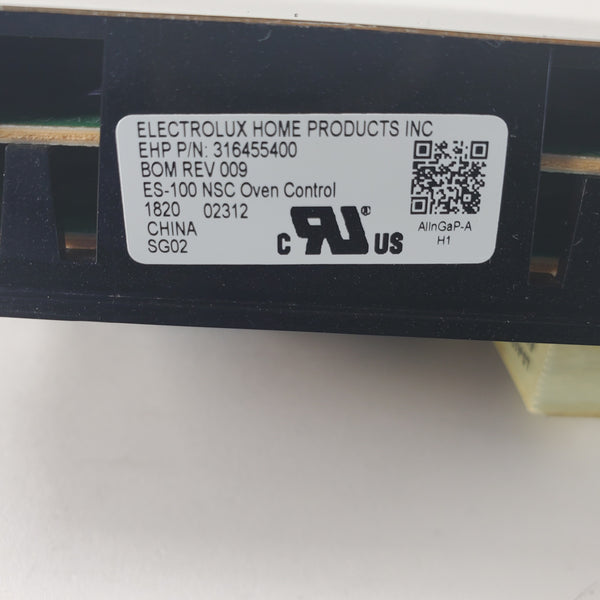 ELECTROLUX HOME PRODUCTS INC
EHP P/N: 316455400
BOM REV 009
ES-100 NSC Oven Control
1820 02312
CHINA
SG02
C RU ® US
AlInGaP-A
H1